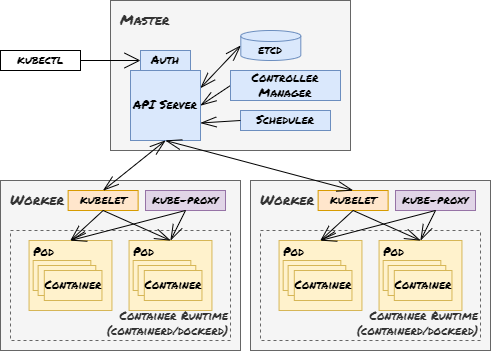 Master
kubectl
Auth
etcd
API Server
Controller
Manager
Scheduler
Worker
kubelet
kube-proxy
Pod
Container
Pod
Container
Container Runtime
(containerd/dockerd)
Worker
kubelet
kube-proxy
Pod
Container
Pod
Container
Container Runtime
(containerd/dockerd)